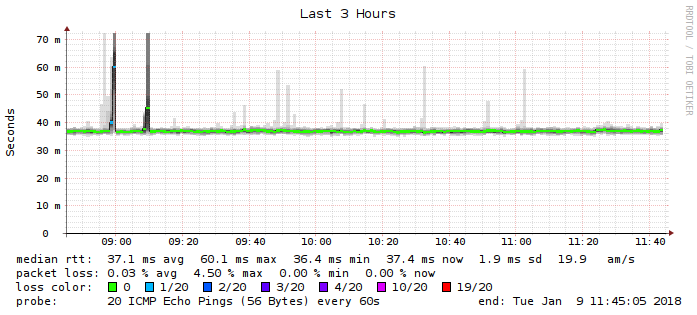 Last 3 Hours
RRDTOOL / TOBI OETIKER
Seconds
70 m
60 m
50 m
40 m
30 m
20 m
10 m
0
09:00 09:20 09:40 10:00 10:20 10:40 11:00 11:20 11:40
median rtt: 37.1 ms avg 60.1 ms max 36.4 ms min 37.4 ms now 1.9 ms sd 19.9 am/s
packet loss: 0.03 % avg 4.50 % max 0.00 % min 0.00 % now
loss color: 0 1/20 2/20 3/20 4/20 10/20 19/20
probe: 20 ICMP Echo Pings (56 Bytes) every 60s end: Tue Jan 9 11:45:05 2018